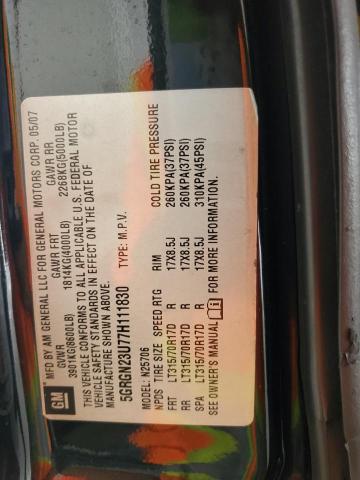 GM
MFD BY AM GENERAL LLC FOR GENERAL MOTORS CORP. 05/07
GVWR GAWR FRT GAWR RR
3901KG(8600LB) 1814KG(4000LB) 2268KG(5000LB)
THIS VEHICLE CONFORMS TO ALL APPLICABLE U.S. FEDERAL MOTOR
VEHICLE SAFETY STANDARDS IN EFFECT ON THE DATE OF
MANUFACTURE SHOWN ABOVE.
5GRGN23U77H111830 TYPE: M.P.V.
MODEL: N25706
NPDS TIRE SIZE SPEED RTG RIM COLD TIRE PRESSURE
FRT LT315/70R17D R 17X8.5J 260KPA(37PSI)
RR LT315/70R17D R 17X8.5J 260KPA(37PSI)
SPA LT315/70R17D R 17X8.5J 310KPA(45PSI)
SEE OWNER'S MANUAL FOR MORE INFORMATION.